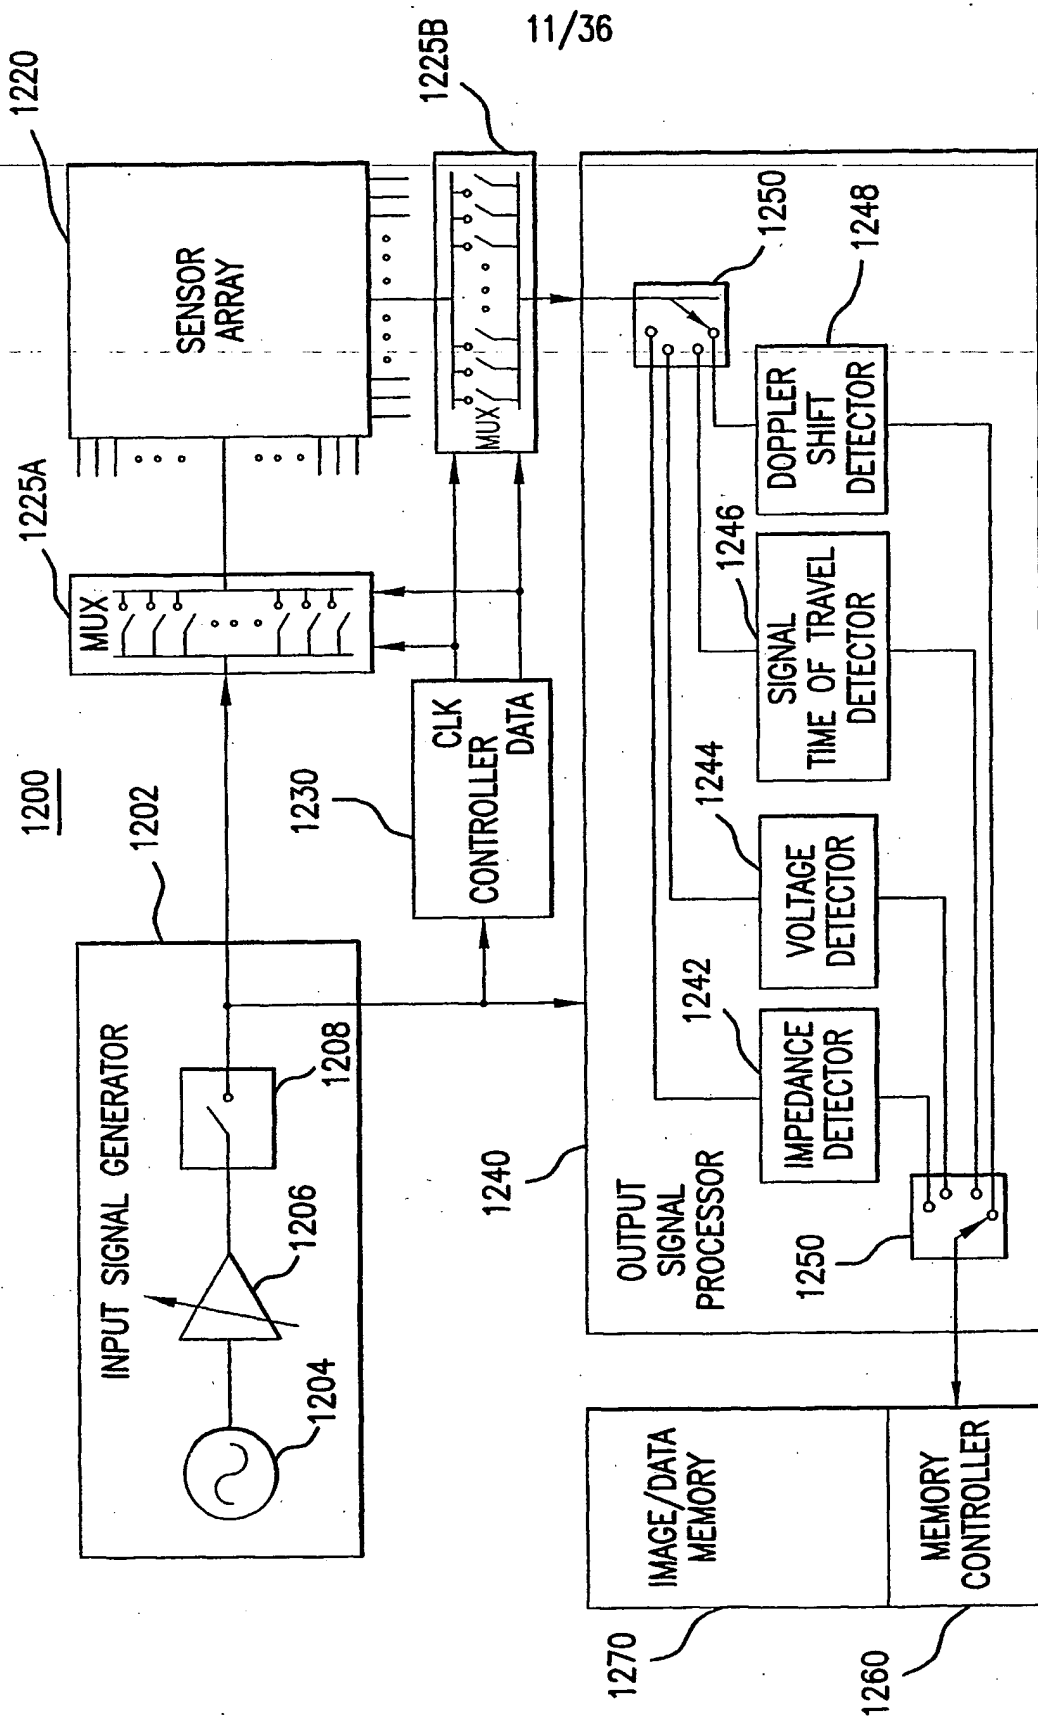 11/36
1200
1202
INPUT SIGNAL GENERATOR
1204
1206
1208
1225A
MUX
1220
SENSOR
ARRAY
1230
CLK
CONTROLLER
DATA
1225B
MUX
1240
OUTPUT
SIGNAL
PROCESSOR
1250
1242
IMPEDANCE
DETECTOR
1244
VOLTAGE
DETECTOR
1246
SIGNAL
TIME OF TRAVEL
DETECTOR
1248
DOPPLER
SHIFT
DETECTOR
1250
1270
IMAGE/DATA
MEMORY
1260
MEMORY
CONTROLLER